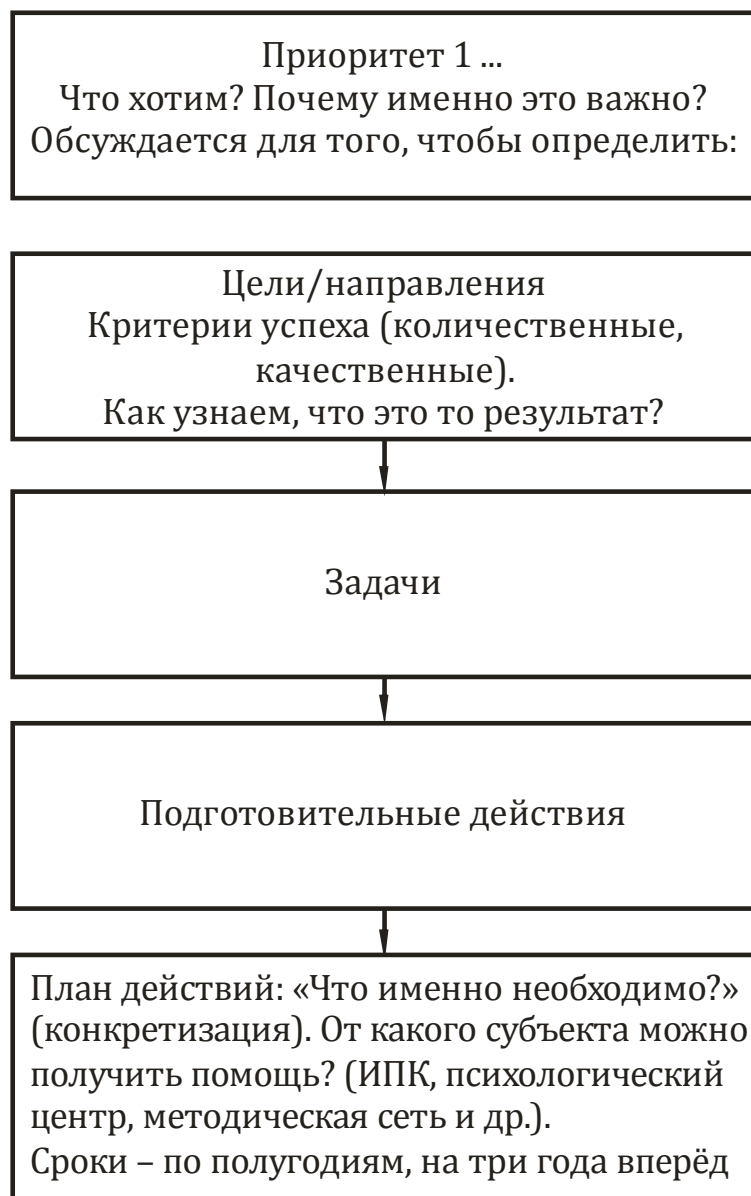 Приоритет 1 ...
Что хотим? Почему именно это важно?
Обсуждается для того, чтобы определить:
Цели/направления
Критерии успеха (количественные,
качественные).
Как узнаем, что это то результат?
Задачи
Подготовительные действия
План действий: «Что именно необходимо?»
(конкретизация). От какого субъекта можно
получить помощь? (ИПК, психологический
центр, методическая сеть и др.).
Сроки – по полугодиям, на три года вперёд